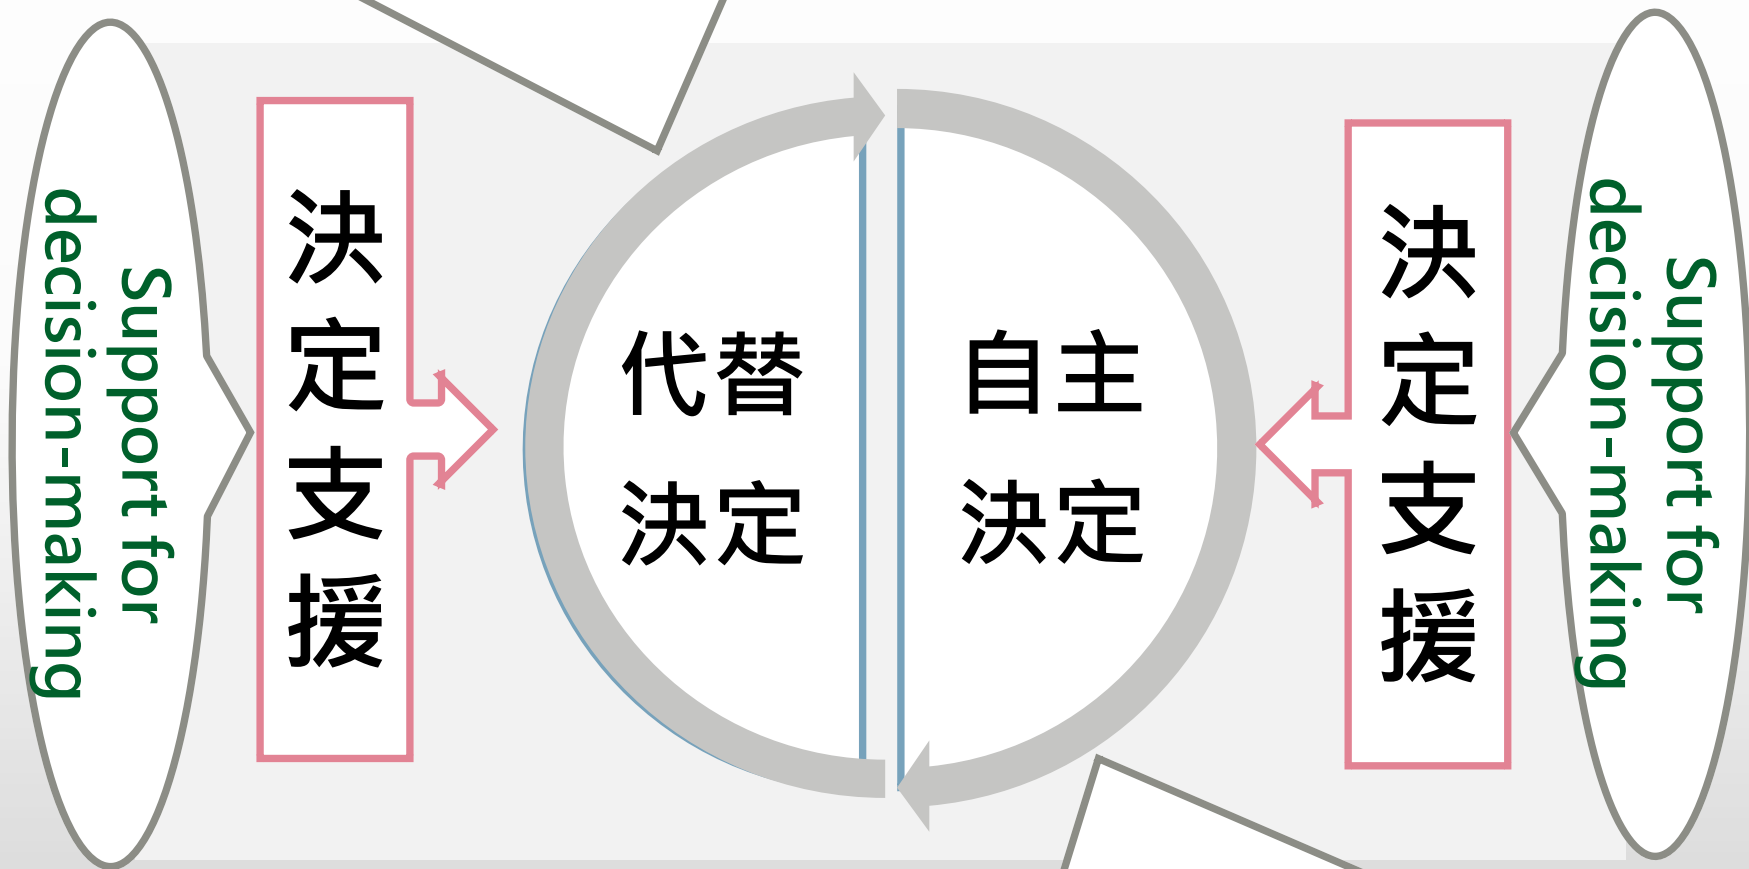 Support for
decision-making
決定支援
代替
決定
自主
決定
決定支援
Support for
decision-making